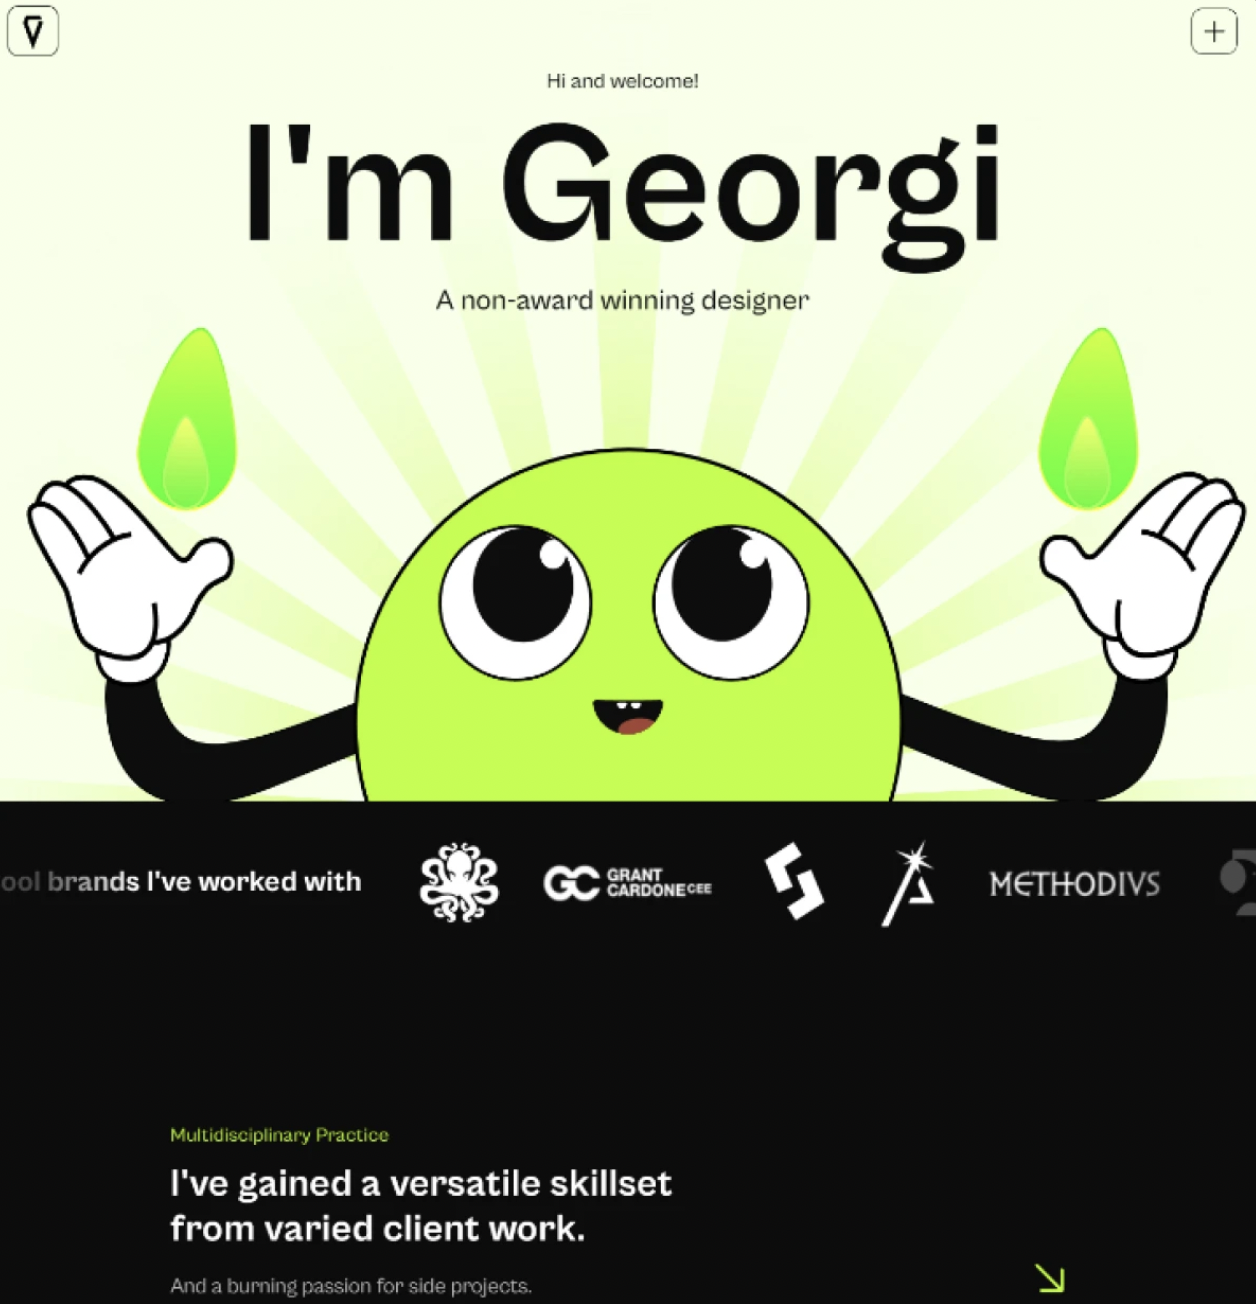 Hi and welcome!
I'm Georgi
A non-award winning designer
ool brands I've worked with
GC GRANT
CARDONE
METHODIVS
Multidisciplinary Practice
I've gained a versatile skillset
from varied client work.
And a burning passion for side projects.